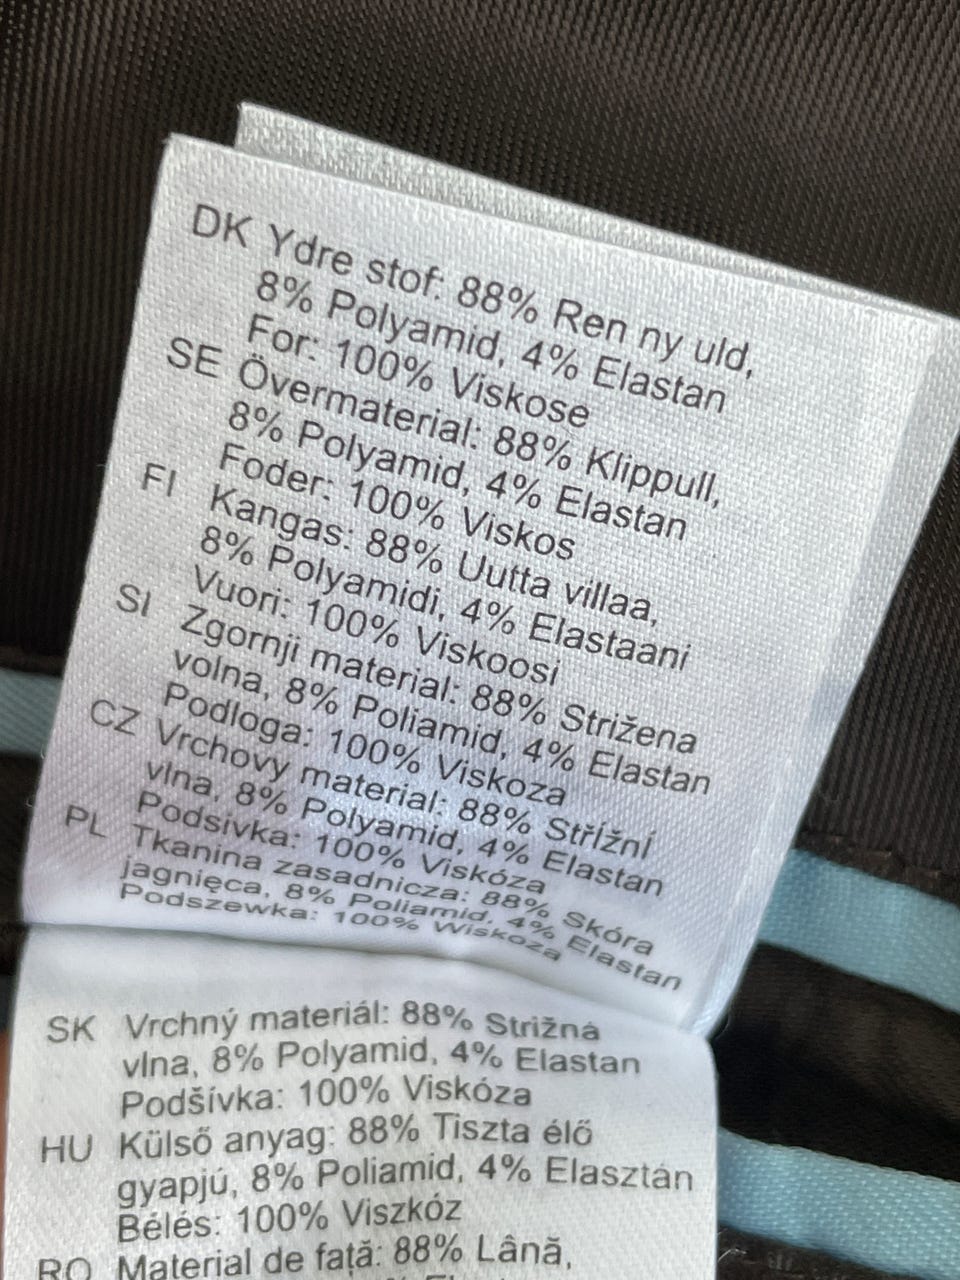 DK Ydre stof: 88% Ren ny uld,
8% Polyamid, 4% Elastan
For: 100% Viskose
SE Övermaterial: 88% Klippull,
8% Polyamid, 4% Elastan
Foder: 100% Viskos
FI Kangas: 88% Uutta villaa,
8% Polyamidi, 4% Elastaani
Vuori: 100% Viskoosi
SI Zgornji material: 88% Strižena
volna, 8% Poliamid, 4% Elastan
Podloga: 100% Viskoza
CZ Vrchovy material: 88% Střížní
vlna, 8% Polyamid, 4% Elastan
Podsívka: 100% Viskóza
PL Tkanina zasadnicza: 88% Skóra
jagnięca, 8% Poliamid, 4% Elastan
Podszewka: 100% Wiskoza
SK Vrchný materiál: 88% Strižná
vlna, 8% Polyamid, 4% Elastan
Podšívka: 100% Viskóza
HU Külső anyag: 88% Tiszta élő
gyapjú, 8% Poliamid, 4% Elasztán
Bélés: 100% Viszkóz
RO Material de faţă: 88% Lână,